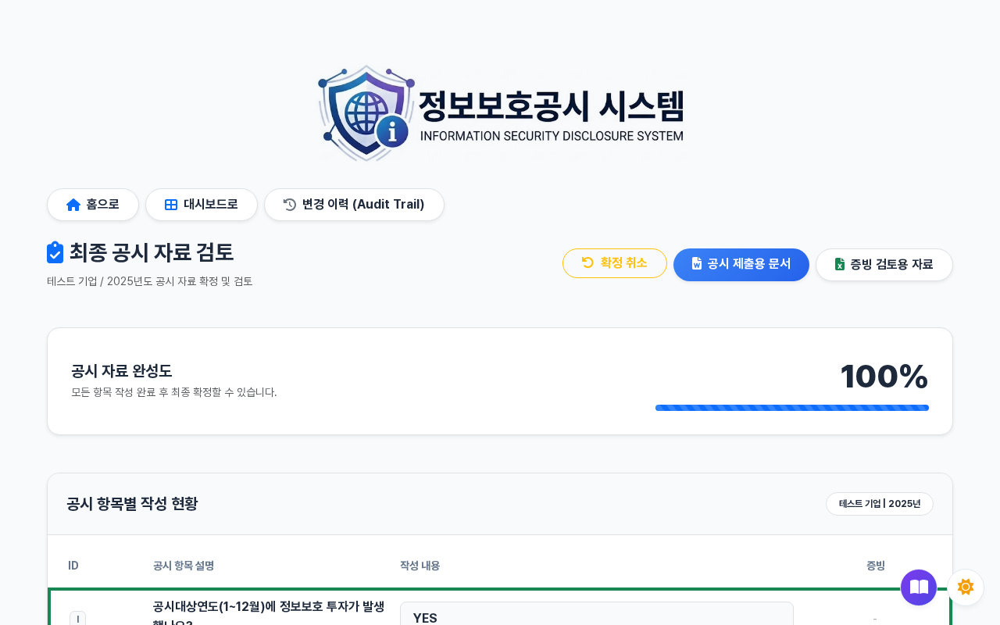 정보보호공시 시스템
INFORMATION SECURITY DISCLOSURE SYSTEM
홈으로
대시보드로
변경 이력 (Audit Trail)
최종 공시 자료 검토
테스트 기업 / 2025년도 공시 자료 확정 및 검토
확정 취소
공시 제출용 문서
증빙 검토용 자료
공시 자료 완성도
모든 항목 작성 완료 후 최종 확정할 수 있습니다.
100%
공시 항목별 작성 현황
테스트 기업 | 2025년
ID 공시 항목 설명 작성 내용 증빙
I
공시대상연도(1~12월)에 정보보호 투자가 발생
했나요?
YES
-